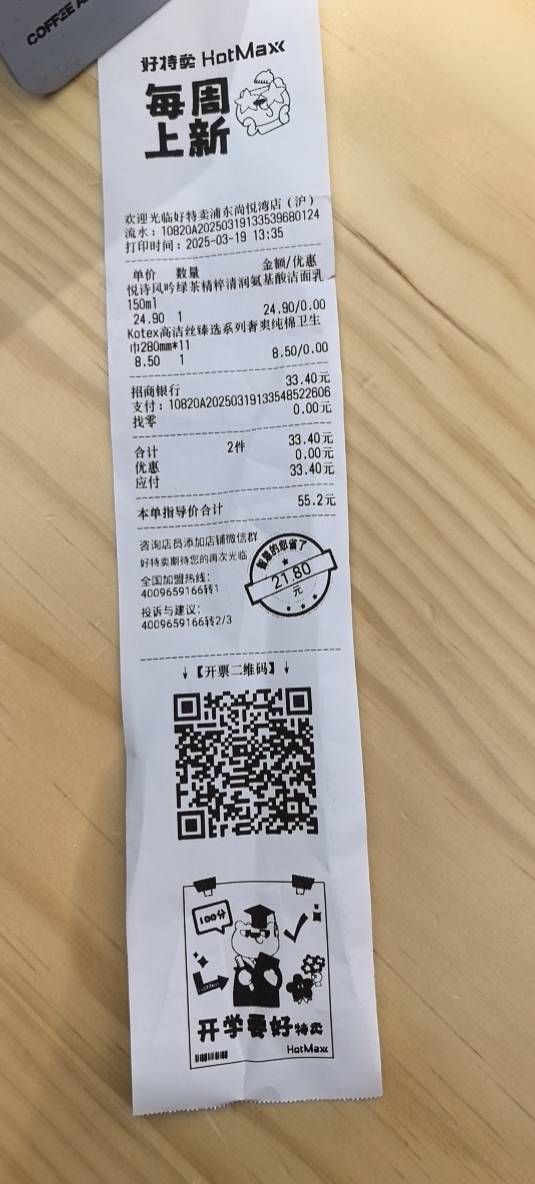 COFFEE A
好特卖 HotMaxx
每周
上新
欢迎光临好特卖浦东尚悦湾店（沪）
流水：10820A20250319133539680124
打印时间：2025-03-19 13:35
单价 数量 金额/优惠
悦诗风吟绿茶精粹清润氨基酸洁面乳
150ml
24.90 1 24.90/0.00
Kotex高洁丝臻选系列奢爽纯棉卫生
巾280mm*11
8.50 1 8.50/0.00
招商银行 33.40元
支付：10820A20250319133548522606
找零 0.00元
合计 2件 33.40元
优惠 0.00元
应付 33.40元
本单指导价合计 55.2元
咨询店员添加店铺微信群
好特卖期待您的再次光临
全国加盟热线：
4009659166转1
投诉与建议：
4009659166转2/3
智慧的您省了
21.80
元
↓【开票二维码】↓
100分
开学要好特卖
HotMaxx